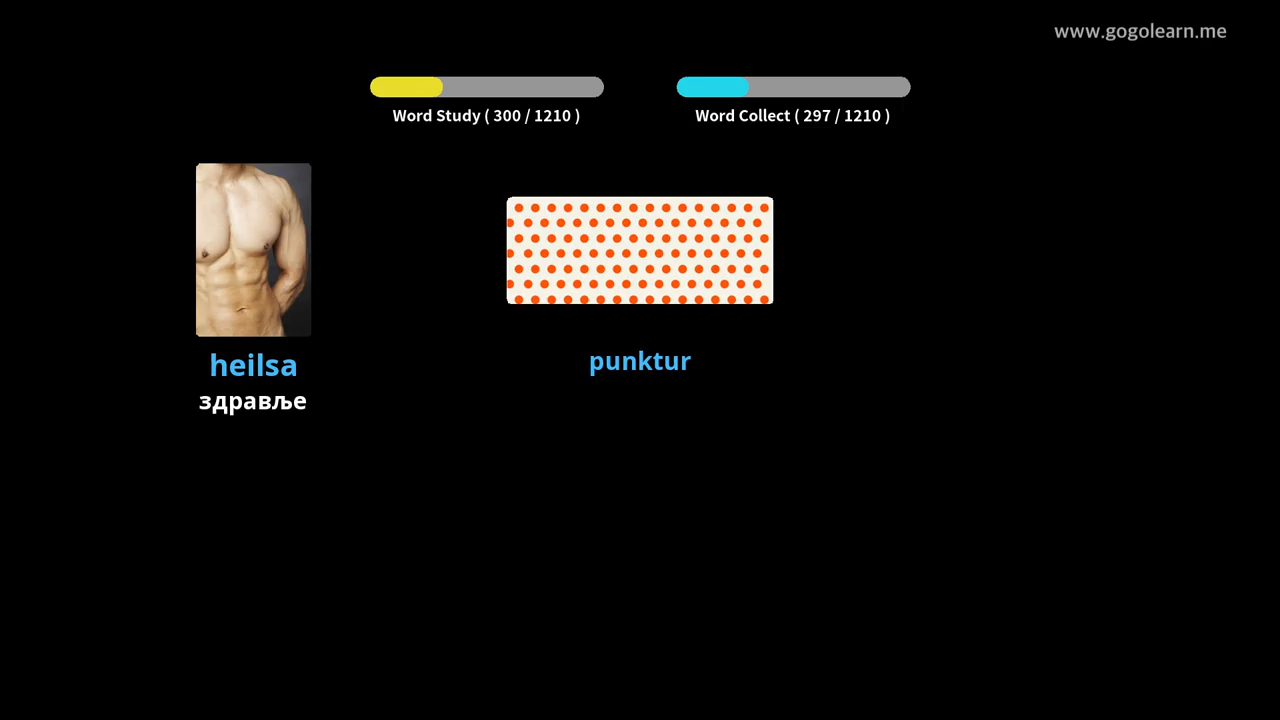 www.gogolearn.me
Word Study ( 300 / 1210 )
Word Collect ( 297 / 1210 )
heilsa
здравље
punktur